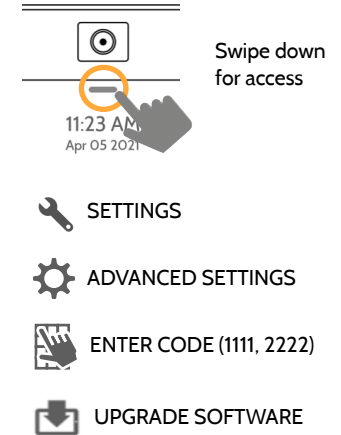 Swipe down
for access
11:23 AM
Apr 05 2021
SETTINGS
ADVANCED SETTINGS
ENTER CODE (1111, 2222)
UPGRADE SOFTWARE